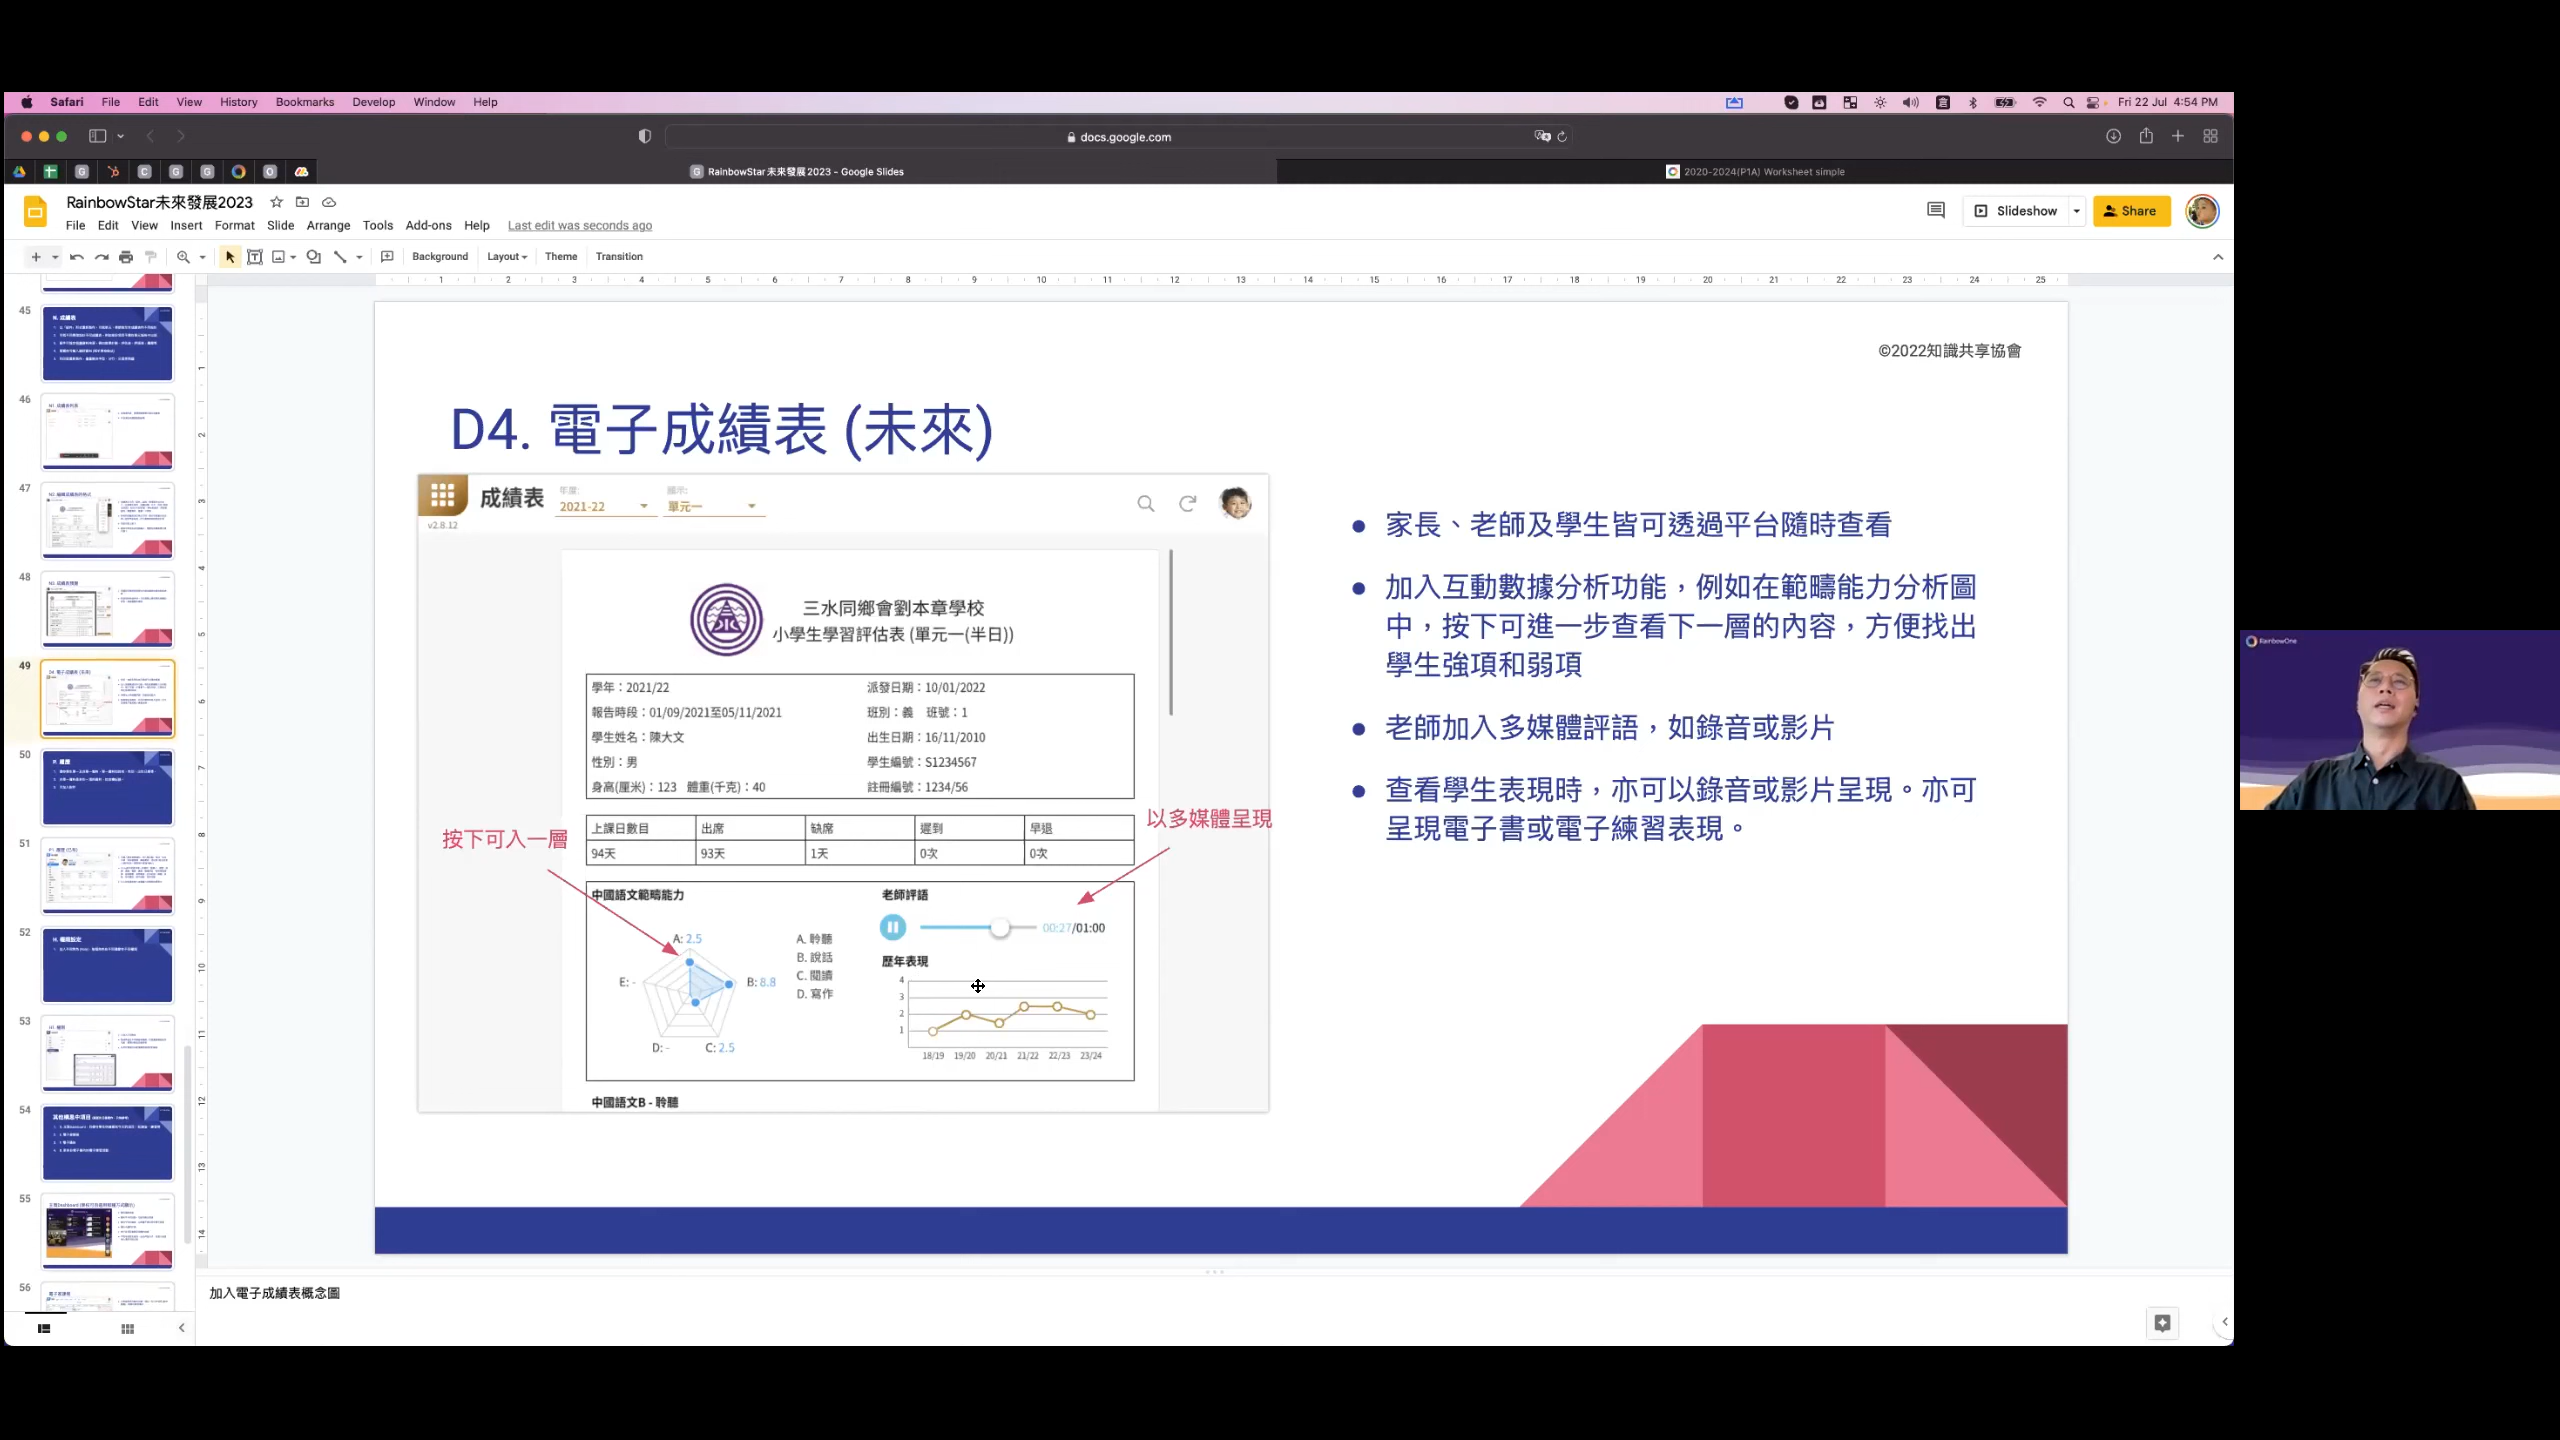 Safari File Edit View History Bookmarks Develop Window Help
Fri 22 Jul 4:54 PM
docs.google.com
RainbowStar未來發展2023 - Google Slides
2020-2024(P1A) Worksheet simple
RainbowStar未來發展2023
File Edit View Insert Format Slide Arrange Tools Add-ons Help Last edit was seconds ago
Slideshow
Share
Background Layout Theme Transition
45
46
47
48
49
50
51
52
53
54
55
56
©2022知識共享協會
D4. 電子成績表 (未來)
成績表
年度:
2021-22
顯示:
單元一
v2.8.12
三水同鄉會劉本章學校
小學生學習評估表 (單元一(半日))
學年：2021/22 派發日期：10/01/2022
報告時段：01/09/2021至05/11/2021 班別：義 班號：1
學生姓名：陳大文 出生日期：16/11/2010
性別：男 學生編號：S1234567
身高(厘米)：123 體重(千克)：40 註冊編號：1234/56
上課日數目 出席 缺席 遲到 早退
94天 93天 1天 0次 0次
按下可入一層
以多媒體呈現
中國語文範疇能力
A: 2.5
B: 8.8
C: 2.5
D: -
E: -
A. 聆聽
B. 說話
C. 閱讀
D. 寫作
老師評語
00:27/01:00
歷年表現
4
3
2
1
18/19 19/20 20/21 21/22 22/23 23/24
中國語文B - 聆聽
家長、老師及學生皆可透過平台隨時查看
加入互動數據分析功能，例如在範疇能力分析圖
中，按下可進一步查看下一層的內容，方便找出
學生強項和弱項
老師加入多媒體評語，如錄音或影片
查看學生表現時，亦可以錄音或影片呈現。亦可
呈現電子書或電子練習表現。
加入電子成績表概念圖
RainbowOne